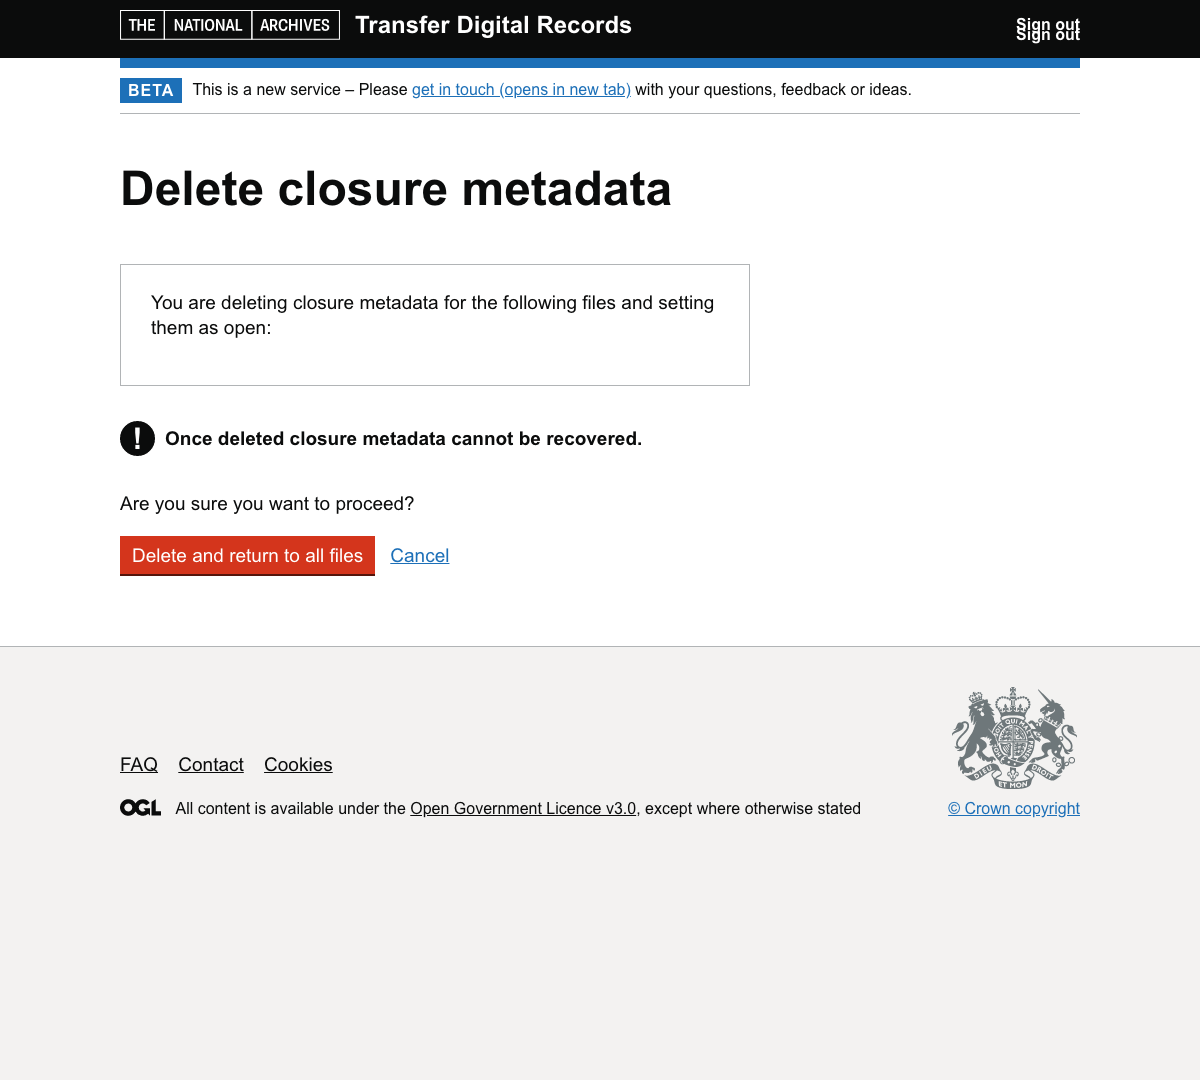 THE NATIONAL ARCHIVES Transfer Digital Records
Sign out
Sign out
BETA This is a new service – Please get in touch (opens in new tab) with your questions, feedback or ideas.
Delete closure metadata
You are deleting closure metadata for the following files and setting
them as open:
! Once deleted closure metadata cannot be recovered.
Are you sure you want to proceed?
Delete and return to all files Cancel
FAQ Contact Cookies
DIEU ET MON DROIT
OGL All content is available under the Open Government Licence v3.0, except where otherwise stated
© Crown copyright